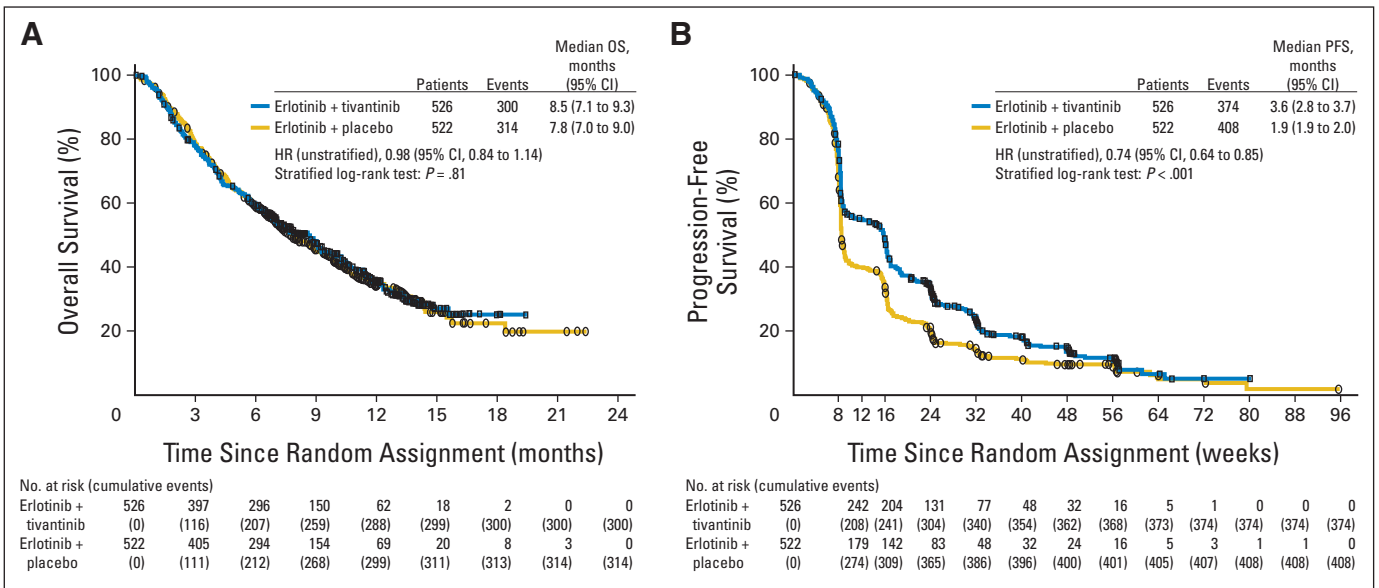 A
Median OS,
months
Patients Events (95% CI)
Erlotinib + tivantinib 526 300 8.5 (7.1 to 9.3)
Erlotinib + placebo 522 314 7.8 (7.0 to 9.0)
HR (unstratified), 0.98 (95% CI, 0.84 to 1.14)
Stratified log-rank test: P = .81
Overall Survival (%)
100
80
60
40
20
0 3 6 9 12 15 18 21 24
Time Since Random Assignment (months)
No. at risk (cumulative events)
Erlotinib + 526 397 296 150 62 18 2 0 0
tivantinib (0) (116) (207) (259) (288) (299) (300) (300) (300)
Erlotinib + 522 405 294 154 69 20 8 3 0
placebo (0) (111) (212) (268) (299) (311) (313) (314) (314)
B
Median PFS,
months
Patients Events (95% CI)
Erlotinib + tivantinib 526 374 3.6 (2.8 to 3.7)
Erlotinib + placebo 522 408 1.9 (1.9 to 2.0)
HR (unstratified), 0.74 (95% CI, 0.64 to 0.85)
Stratified log-rank test: P < .001
Progression-Free
Survival (%)
100
80
60
40
20
0 8 12 16 24 32 40 48 56 64 72 80 88 96
Time Since Random Assignment (weeks)
No. at risk (cumulative events)
Erlotinib + 526 242 204 131 77 48 32 16 5 1 0 0 0
tivantinib (0) (208) (241) (304) (340) (354) (362) (368) (373) (374) (374) (374) (374)
Erlotinib + 522 179 142 83 48 32 24 16 5 3 1 1 0
placebo (0) (274) (309) (365) (386) (396) (400) (401) (405) (407) (408) (408) (408)